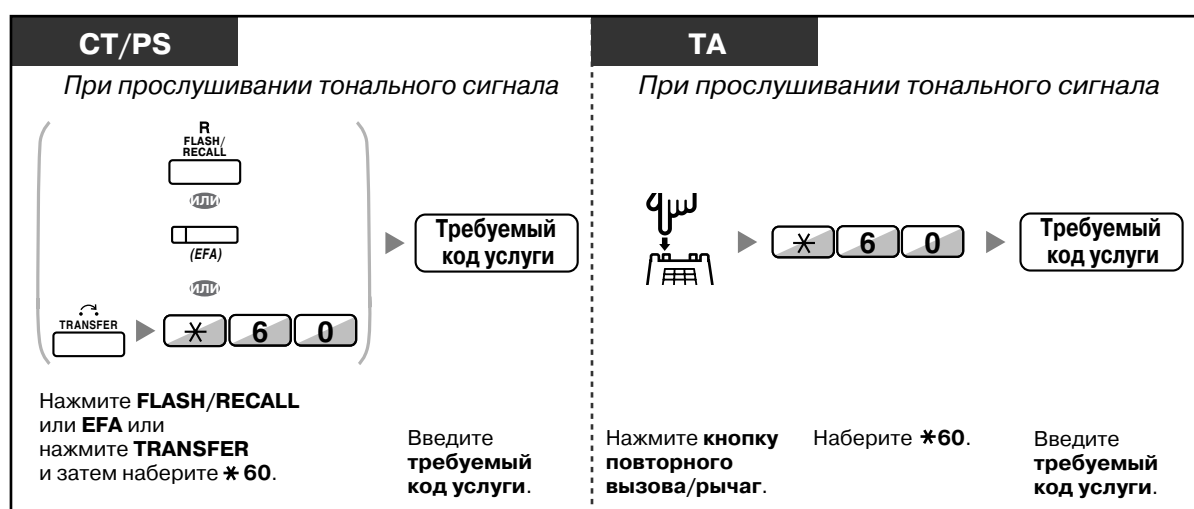 CT/PS
При прослушивании тонального сигнала
R
FLASH/
RECALL
или
(EFA)
или
TRANSFER
* 6 0
Требуемый
код услуги
Нажмите FLASH/RECALL
или EFA или
нажмите TRANSFER
и затем наберите * 60.
Введите
требуемый
код услуги.
TA
При прослушивании тонального сигнала
* 6 0
Требуемый
код услуги
Нажмите кнопку
повторного
вызова/рычаг.
Наберите *60.
Введите
требуемый
код услуги.